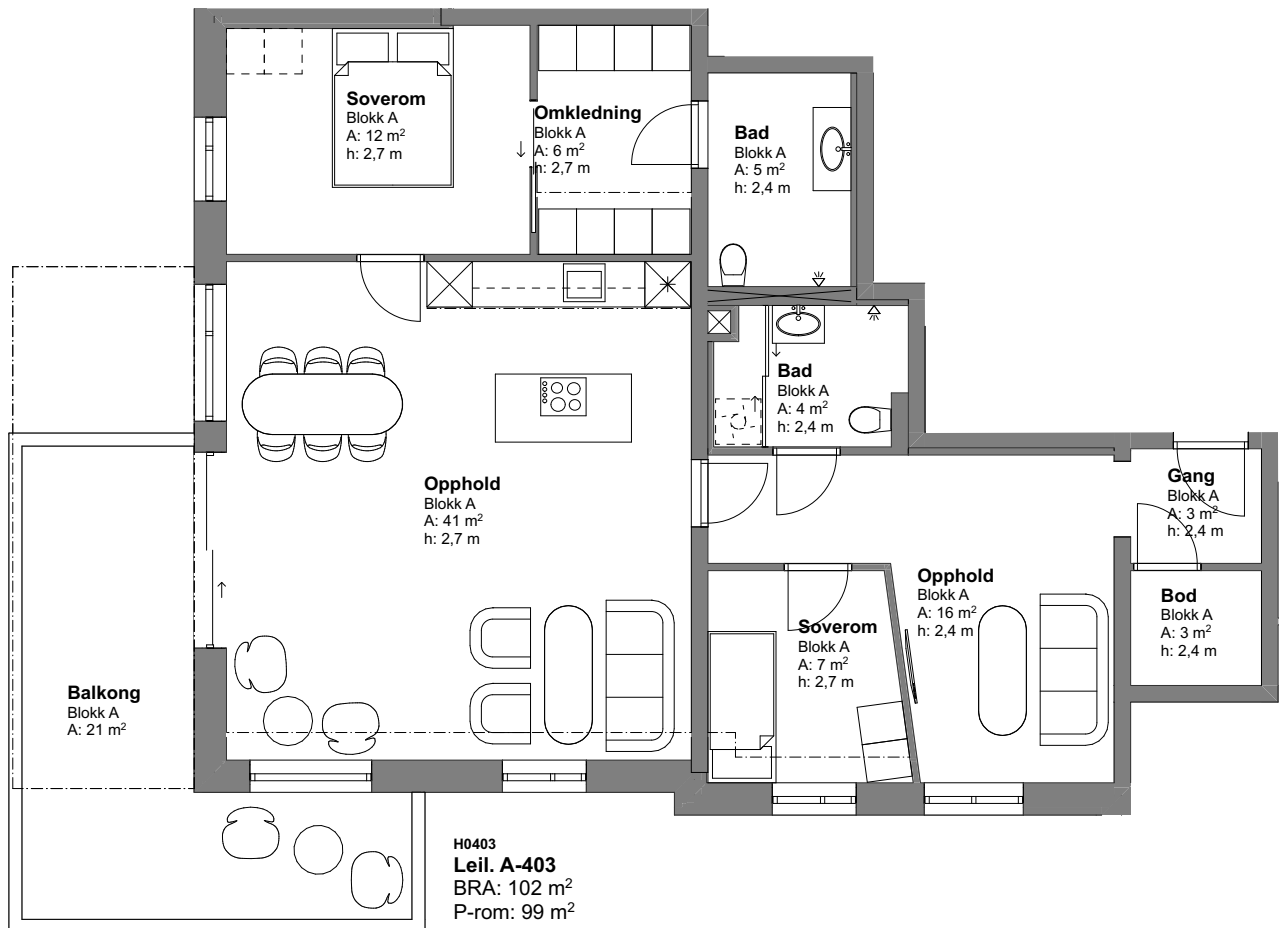 Soverom
Blokk A
A: 12 m²
h: 2,7 m
Omkledning
Blokk A
A: 6 m²
h: 2,7 m
Bad
Blokk A
A: 5 m²
h: 2,4 m
Bad
Blokk A
A: 4 m²
h: 2,4 m
Opphold
Blokk A
A: 41 m²
h: 2,7 m
Gang
Blokk A
A: 3 m²
h: 2,4 m
Opphold
Blokk A
A: 16 m²
h: 2,4 m
Bod
Blokk A
A: 3 m²
h: 2,4 m
Soverom
Blokk A
A: 7 m²
h: 2,7 m
Balkong
Blokk A
A: 21 m²
H0403
Leil. A-403
BRA: 102 m²
P-rom: 99 m²